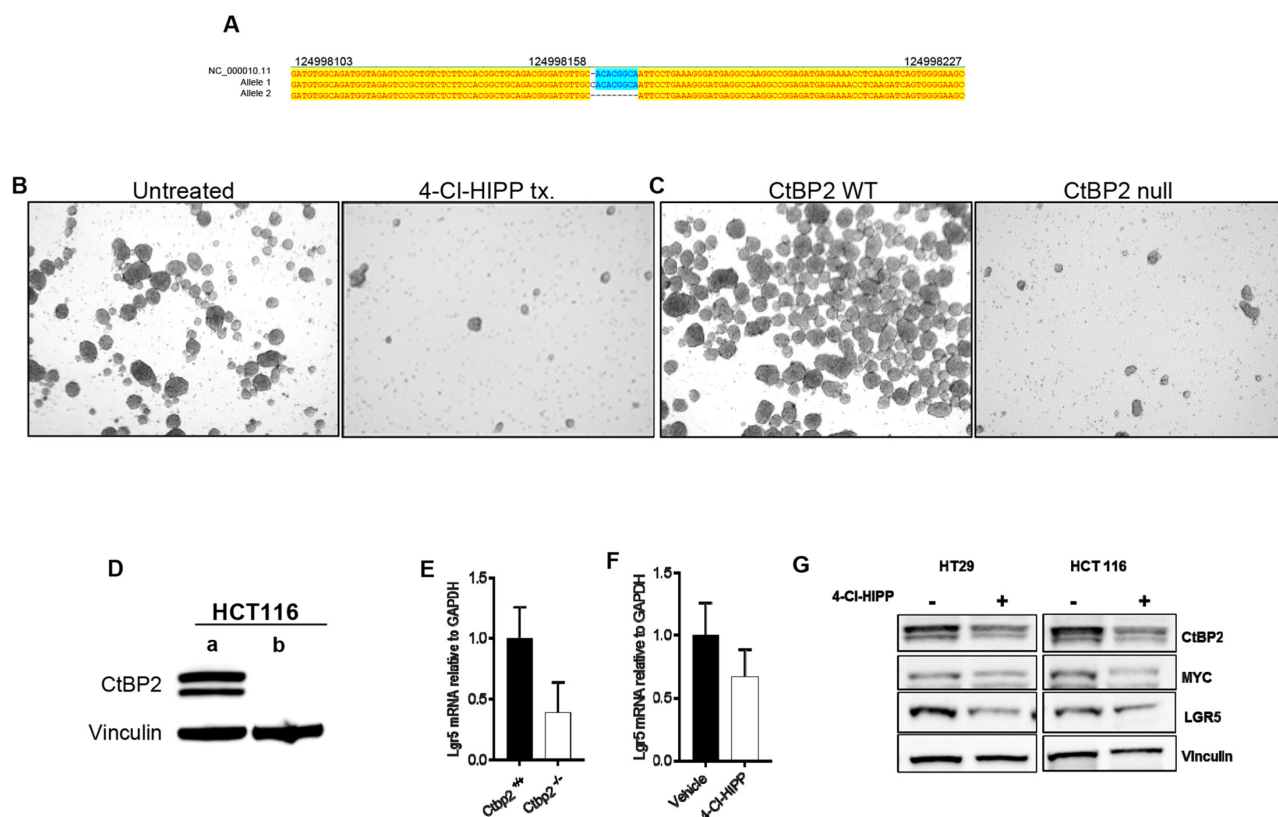 A
124998103 124998158 124998227
NC_000010.11 GATGTGGCAGATGGTAGAGTCCGCTGTCTCTTCCACGGCTGCAGACGGGATGTTGC-ACACGGCAATTCCTGAAAGGGATGAGGCCAAGGCCGGAGATGAGAAAACCTCAAGATCAGTGGGGAAGC
Allele 1 GATGTGGCAGATGGTAGAGTCCGCTGTCTCTTCCACGGCTGCAGACGGGATGTTGCCACACGGCAATTCCTGAAAGGGATGAGGCCAAGGCCGGAGATGAGAAAACCTCAAGATCAGTGGGGAAGC
Allele 2 GATGTGGCAGATGGTAGAGTCCGCTGTCTCTTCCACGGCTGCAGACGGGATGTTGC---------ATTCCTGAAAGGGATGAGGCCAAGGCCGGAGATGAGAAAACCTCAAGATCAGTGGGGAAGC
B Untreated 4-Cl-HIPP tx.
C CtBP2 WT CtBP2 null
D
HCT116
a b
CtBP2
Vinculin
E
Lgr5 mRNA relative to GAPDH
1.5
1.0
0.5
0.0
Ctbp2 +/+
Ctbp2 -/-
F
Lgr5 mRNA relative to GAPDH
1.5
1.0
0.5
0.0
Vehicle
4-Cl-HIPP
G
HT29 HCT 116
4-Cl-HIPP - + - +
CtBP2
MYC
LGR5
Vinculin